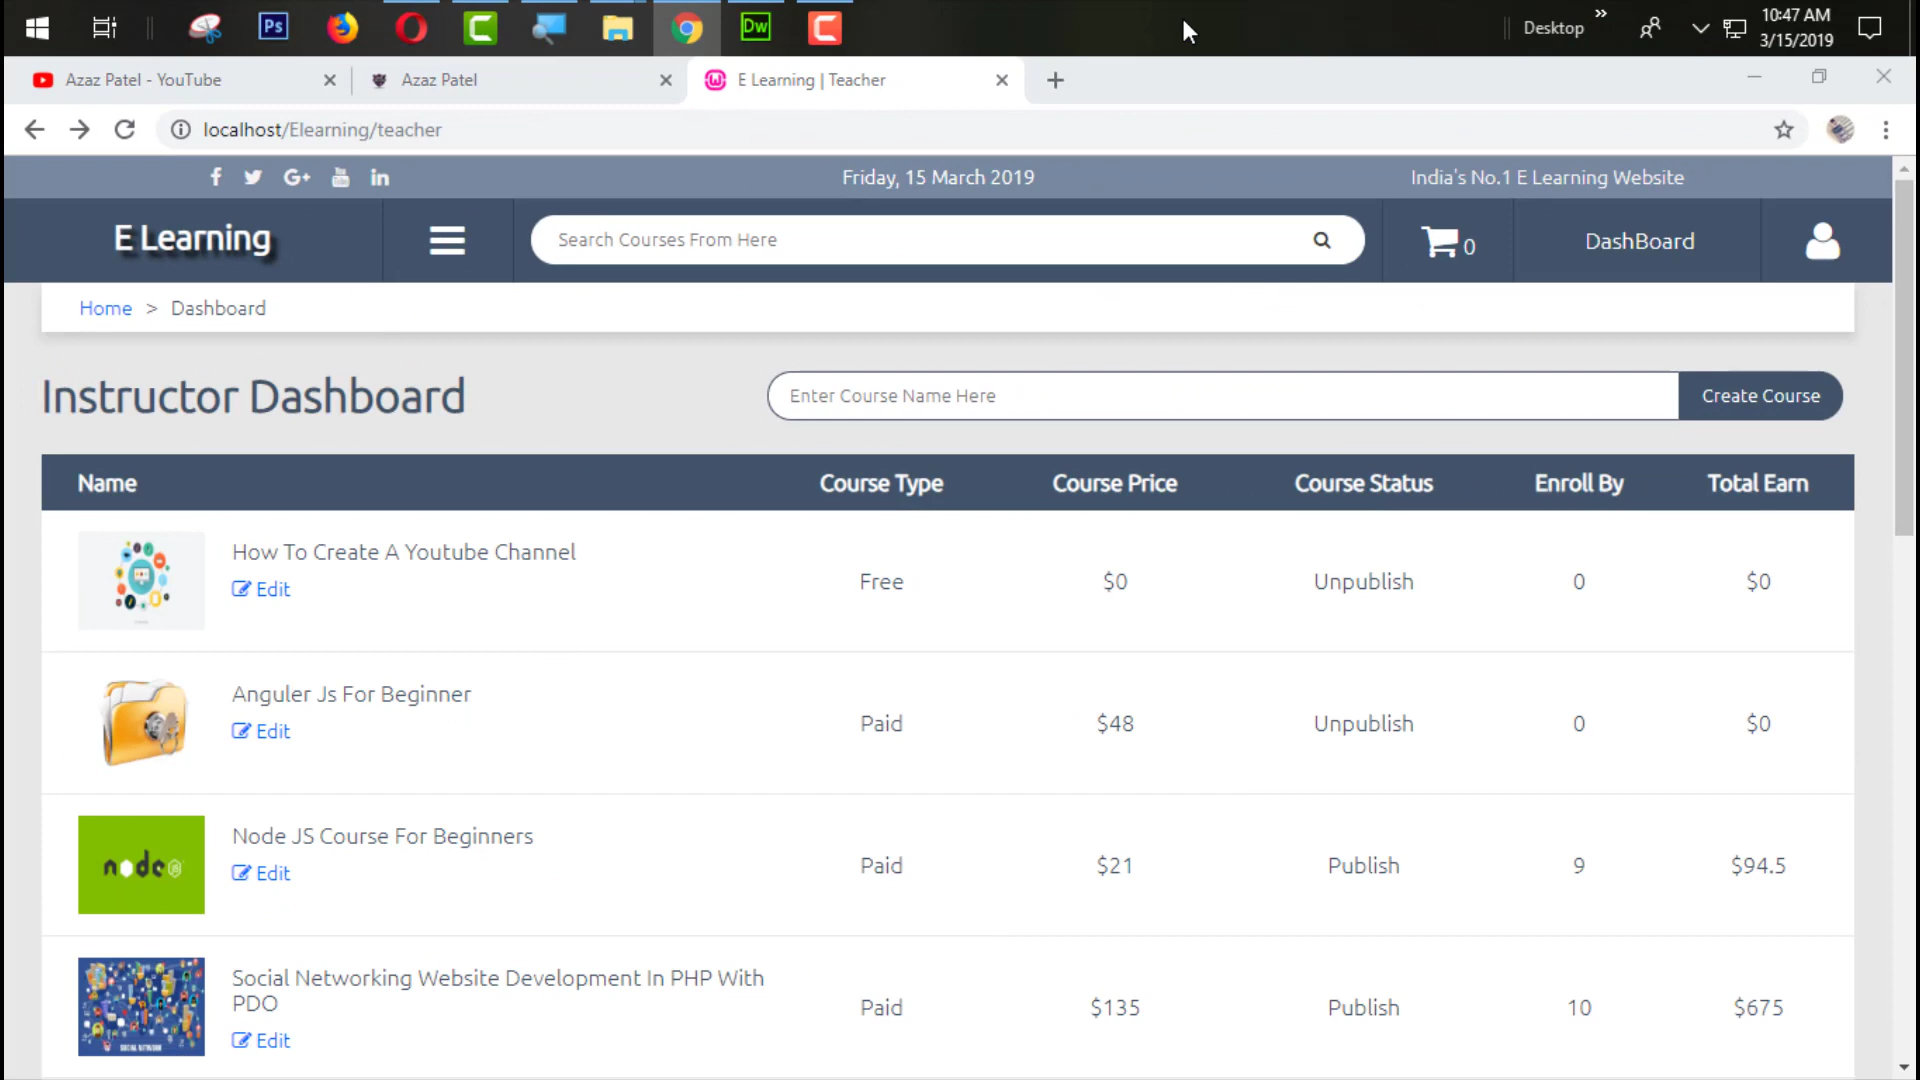 Ps
Dw
Desktop
»
10:47 AM
3/15/2019
Azaz Patel - YouTube
Azaz Patel
E Learning | Teacher
localhost/Elearning/teacher
Friday, 15 March 2019
India's No.1 E Learning Website
E Learning
Search Courses From Here
0
DashBoard
Home > Dashboard
Instructor Dashboard
Enter Course Name Here
Create Course
Name Course Type Course Price Course Status Enroll By Total Earn
How To Create A Youtube Channel
Edit
Free $0 Unpublish 0 $0
Anguler Js For Beginner
Edit
Paid $48 Unpublish 0 $0
node
Node JS Course For Beginners
Edit
Paid $21 Publish 9 $94.5
SOCIAL NETWORK
Social Networking Website Development In PHP With
PDO
Edit
Paid $135 Publish 10 $675